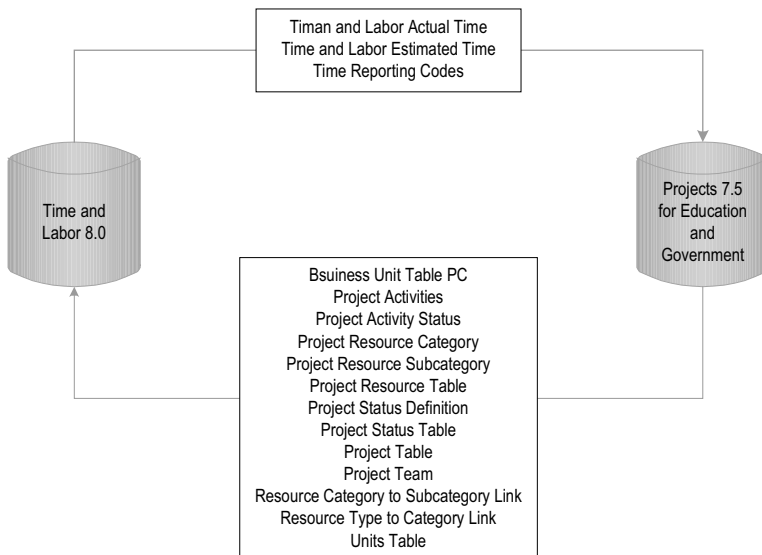 Timan and Labor Actual Time
Time and Labor Estimated Time
Time Reporting Codes
Time and
Labor 8.0
Projects 7.5
for Education
and
Government
Bsuiness Unit Table PC
Project Activities
Project Activity Status
Project Resource Category
Project Resource Subcategory
Project Resource Table
Project Status Definition
Project Status Table
Project Table
Project Team
Resource Category to Subcategory Link
Resource Type to Category Link
Units Table